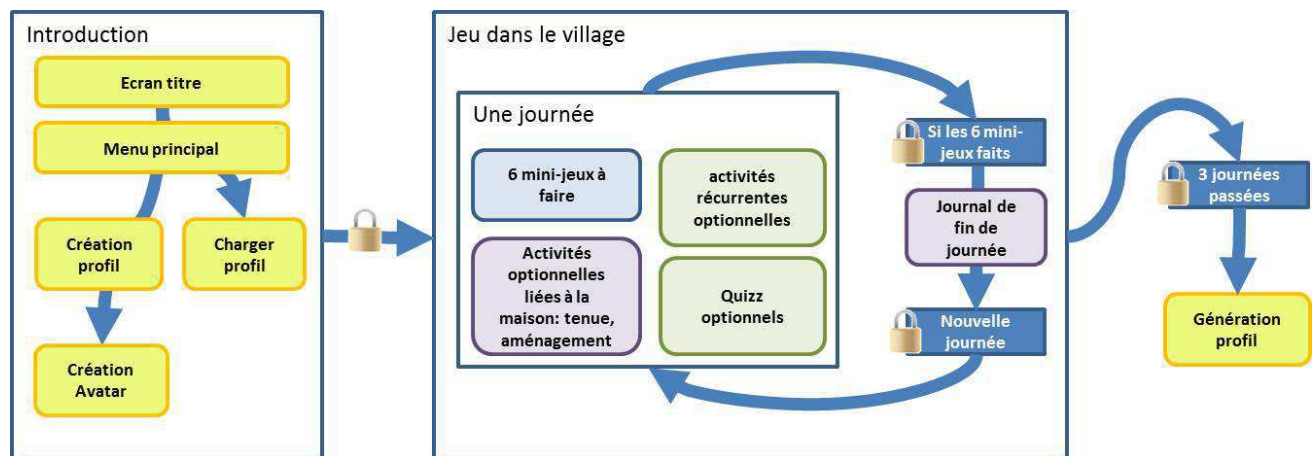 Introduction
Ecran titre
Menu principal
Création
profil
Charger
profil
Création
Avatar
Jeu dans le village
Une journée
6 mini-jeux à
faire
activités
récurrentes
optionnelles
Activités
optionnelles
liées à la
maison: tenue,
aménagement
Quizz
optionnels
Si les 6 mini-
jeux faits
Journal de
fin de
journée
Nouvelle
journée
3 journées
passées
Génération
profil